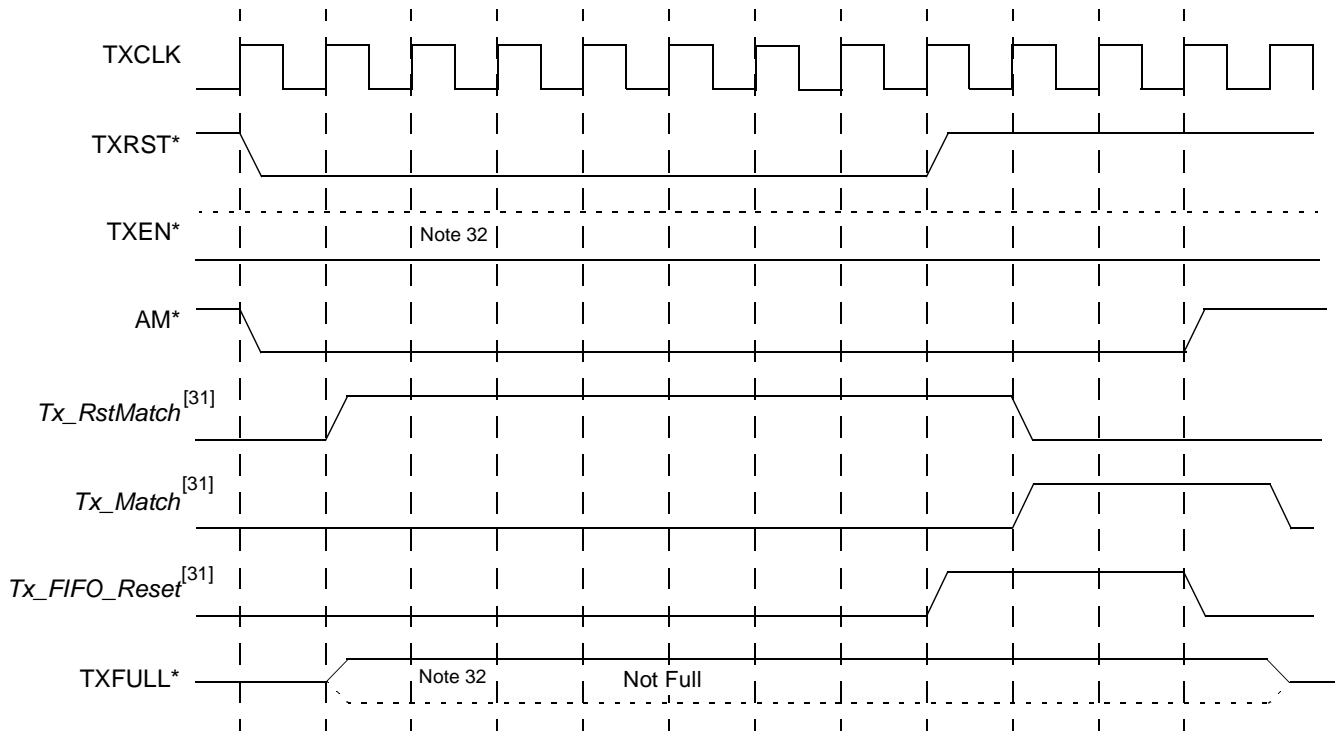 TXCLK
TXRST*
TXEN*
Note 32
AM*
Tx_RstMatch[31]
Tx_Match[31]
Tx_FIFO_Reset[31]
TXFULL*
Note 32
Not Full